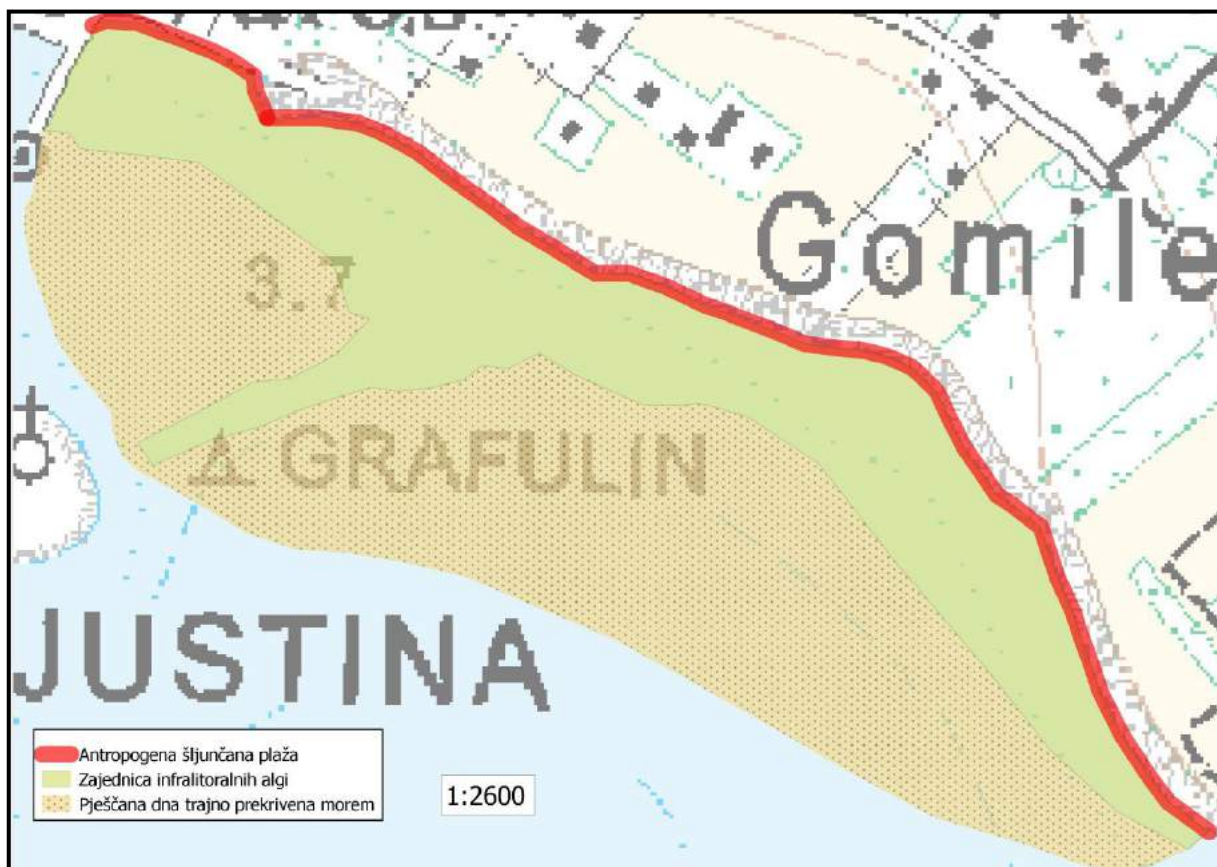 Gomile
3.7
GRAFULIN
JUSTINA
Antropogena šljunčana plaža
Zajednica infralitoralnih algi
Pješčana dna trajno prekrivena morem
1:2600